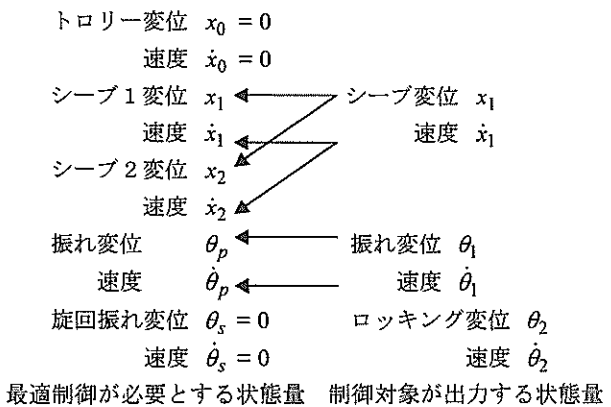 トロリー変位 x₀ = 0
速度 ẋ₀ = 0
シーブ1変位 x₁ シーブ変位 x₁
速度 ẋ₁ 速度 ẋ₁
シーブ2変位 x₂
速度 ẋ₂
振れ変位 θₚ 振れ変位 θ₁
速度 θ̇ₚ 速度 θ̇₁
旋回振れ変位 θₛ = 0 ロッキング変位 θ₂
速度 θ̇ₛ = 0 速度 θ̇₂
最適制御が必要とする状態量 制御対象が出力する状態量